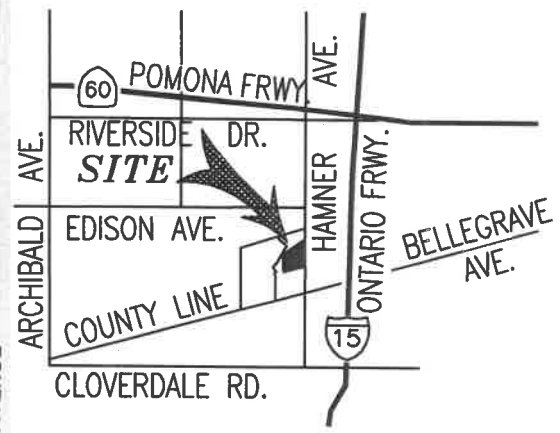 60
POMONA FRWY.
AVE.
RIVERSIDE DR.
SITE
HAMNER
ONTARIO FRWY.
ARCHIBALD AVE.
EDISON AVE.
BELLEGRAVE
AVE.
COUNTY LINE
15
CLOVERDALE RD.